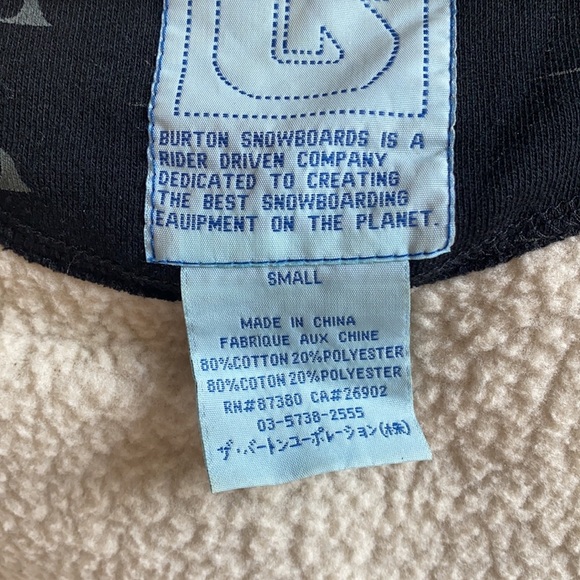 BURTON SNOWBOARDS IS A
RIDER DRIVEN COMPANY
DEDICATED TO CREATING
THE BEST SNOWBOARDING
EAUIPMENT ON THE PLANET.
SMALL
MADE IN CHINA
FABRIQUE AUX CHINE
80%COTTON 20%POLYESTER
80%COTON 20%POLYESTER
RN#87380 CA#26902
03-5738-2555
ザ・バートンユーポレーション(株)